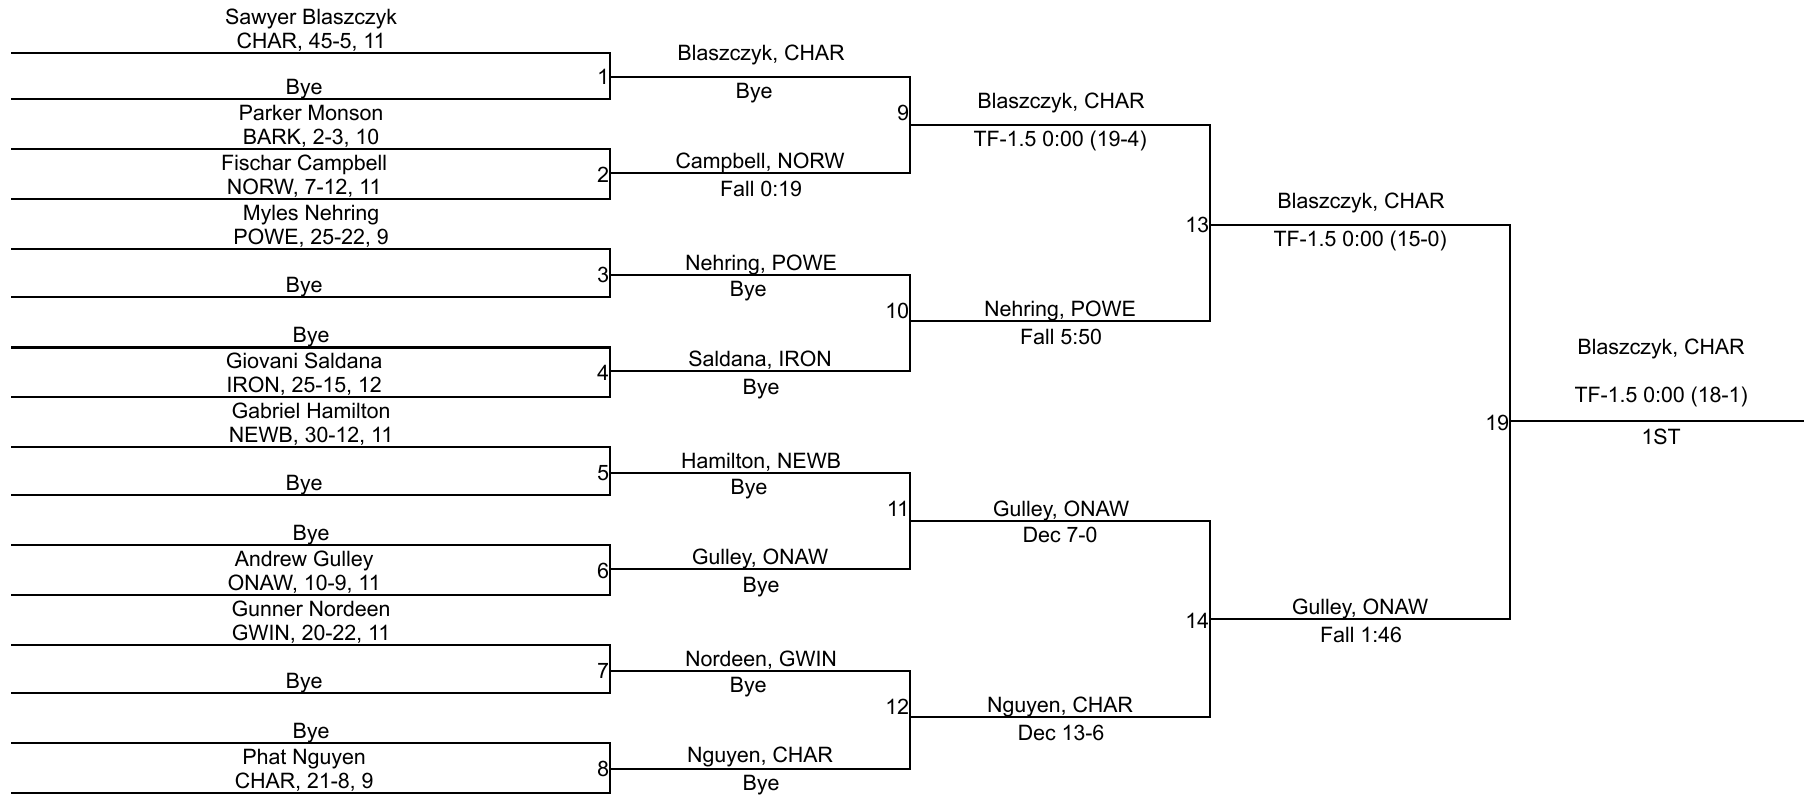 Sawyer Blaszczyk
CHAR, 45-5, 11
Bye
Parker Monson
BARK, 2-3, 10
Fischar Campbell
NORW, 7-12, 11
Myles Nehring
POWE, 25-22, 9
Bye
Bye
Giovani Saldana
IRON, 25-15, 12
Gabriel Hamilton
NEWB, 30-12, 11
Bye
Bye
Andrew Gulley
ONAW, 10-9, 11
Gunner Nordeen
GWIN, 20-22, 11
Bye
Bye
Phat Nguyen
CHAR, 21-8, 9
1
2
3
4
5
6
7
8
Blaszczyk, CHAR
Bye
Campbell, NORW
Fall 0:19
Nehring, POWE
Bye
Saldana, IRON
Bye
Hamilton, NEWB
Bye
Gulley, ONAW
Bye
Nordeen, GWIN
Bye
Nguyen, CHAR
Bye
9
10
11
12
Blaszczyk, CHAR
TF-1.5 0:00 (19-4)
Nehring, POWE
Fall 5:50
Gulley, ONAW
Dec 7-0
Nguyen, CHAR
Dec 13-6
13
14
Blaszczyk, CHAR
TF-1.5 0:00 (15-0)
Gulley, ONAW
Fall 1:46
19
Blaszczyk, CHAR
TF-1.5 0:00 (18-1)
1ST